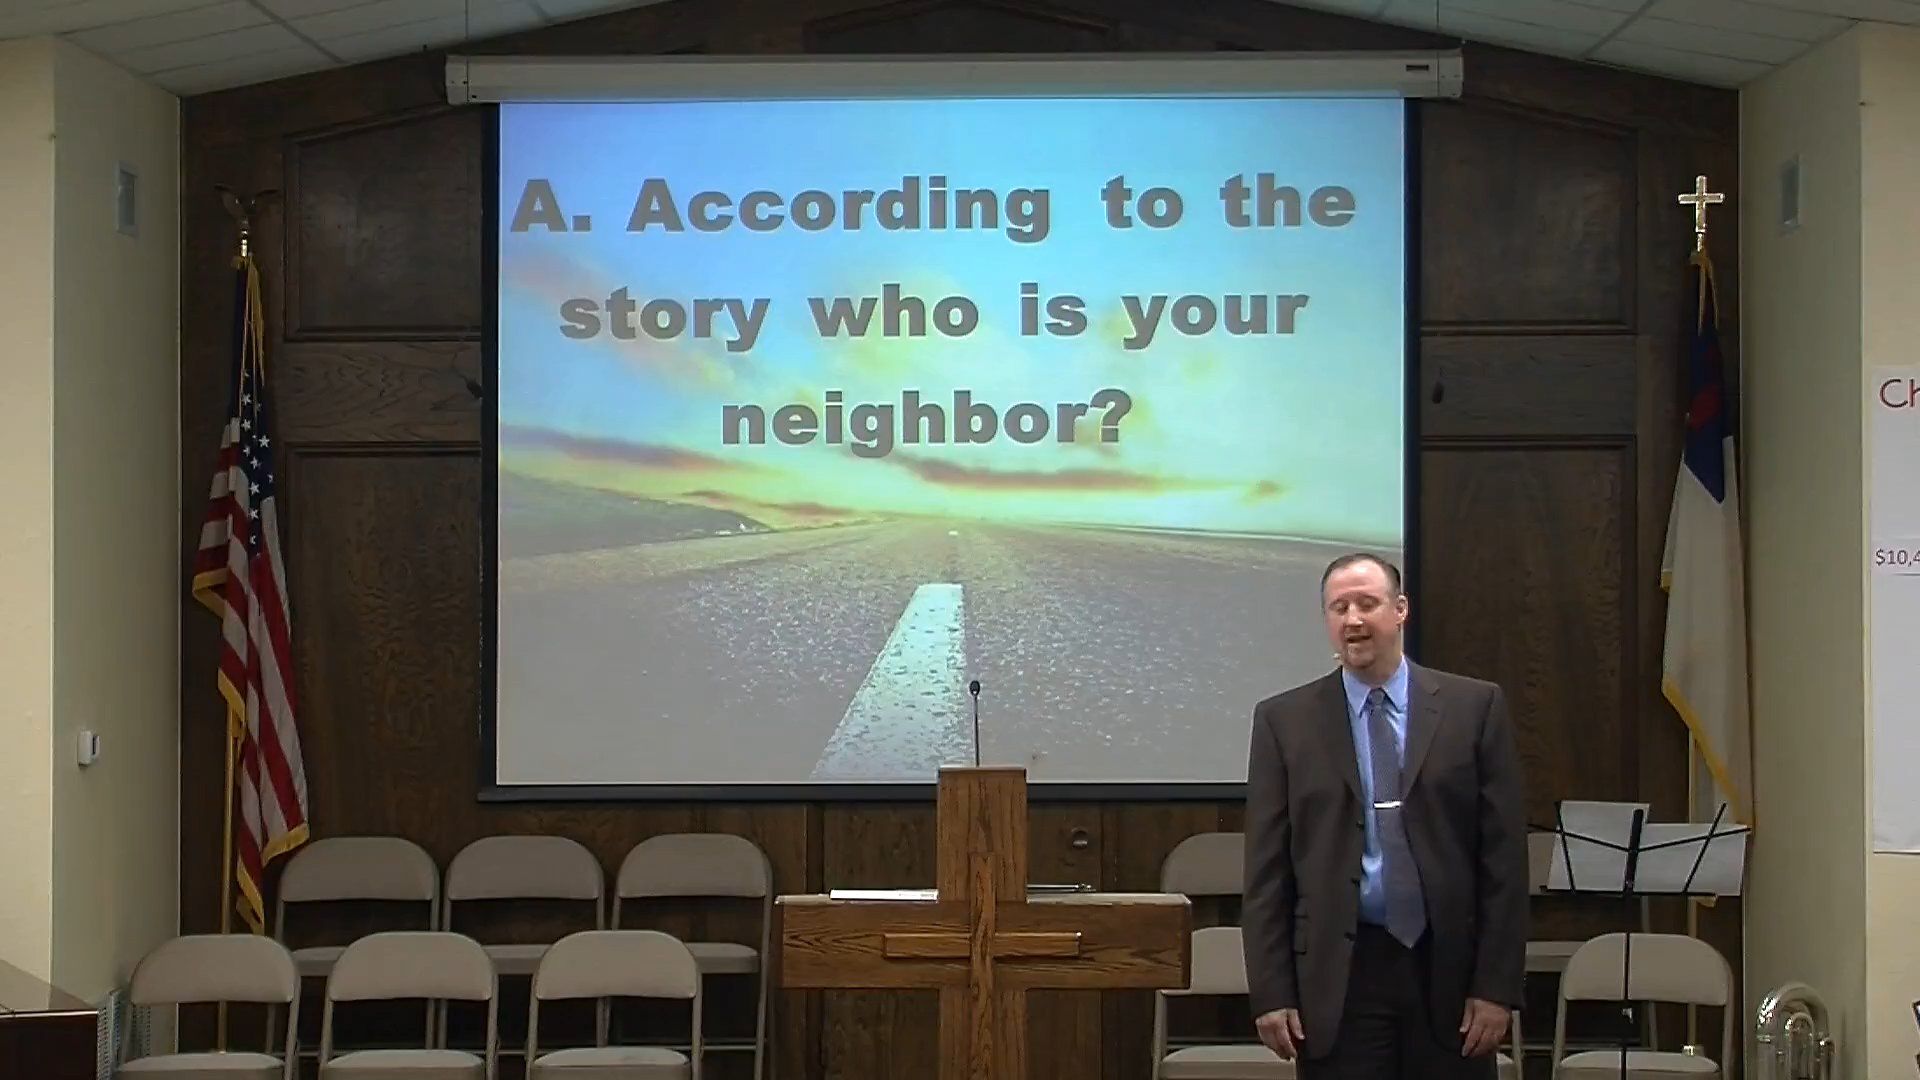 A. According to the
story who is your
neighbor?
Ch
$10,4